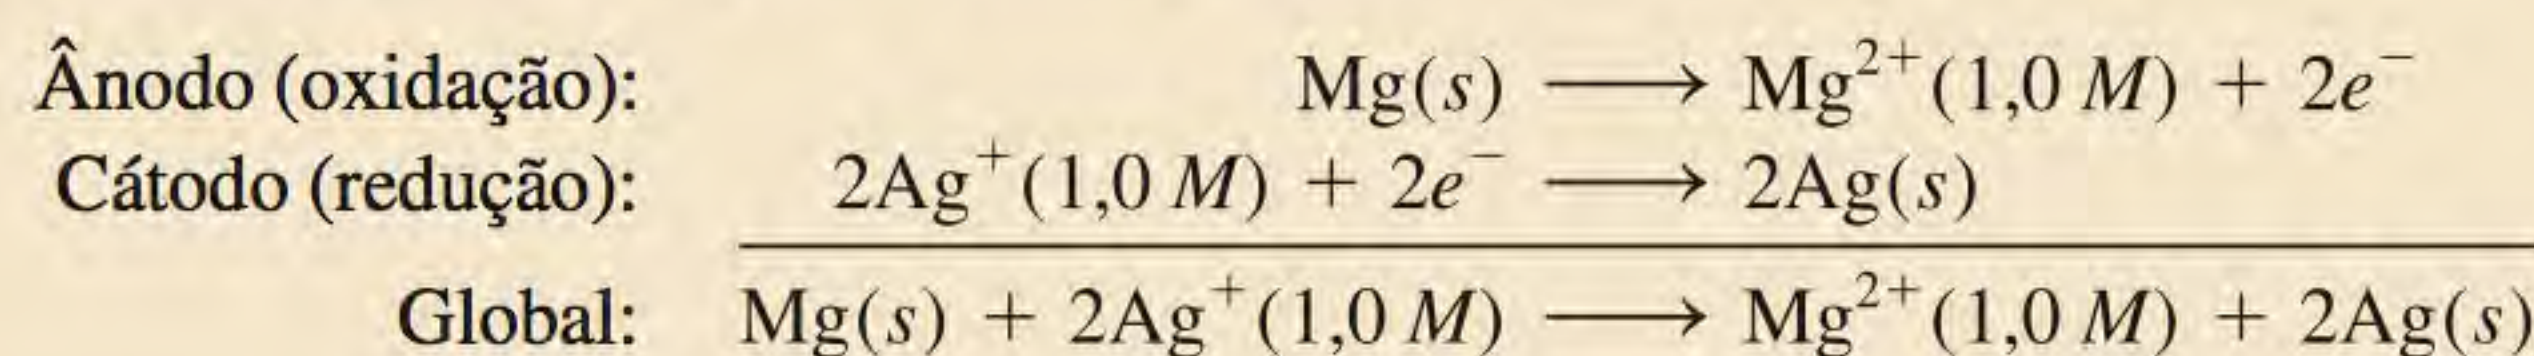 Ânodo (oxidação): Mg(s) ⟶ Mg²⁺(1,0 M) + 2e⁻
Cátodo (redução): 2Ag⁺(1,0 M) + 2e⁻ ⟶ 2Ag(s)
Global: Mg(s) + 2Ag⁺(1,0 M) ⟶ Mg²⁺(1,0 M) + 2Ag(s)